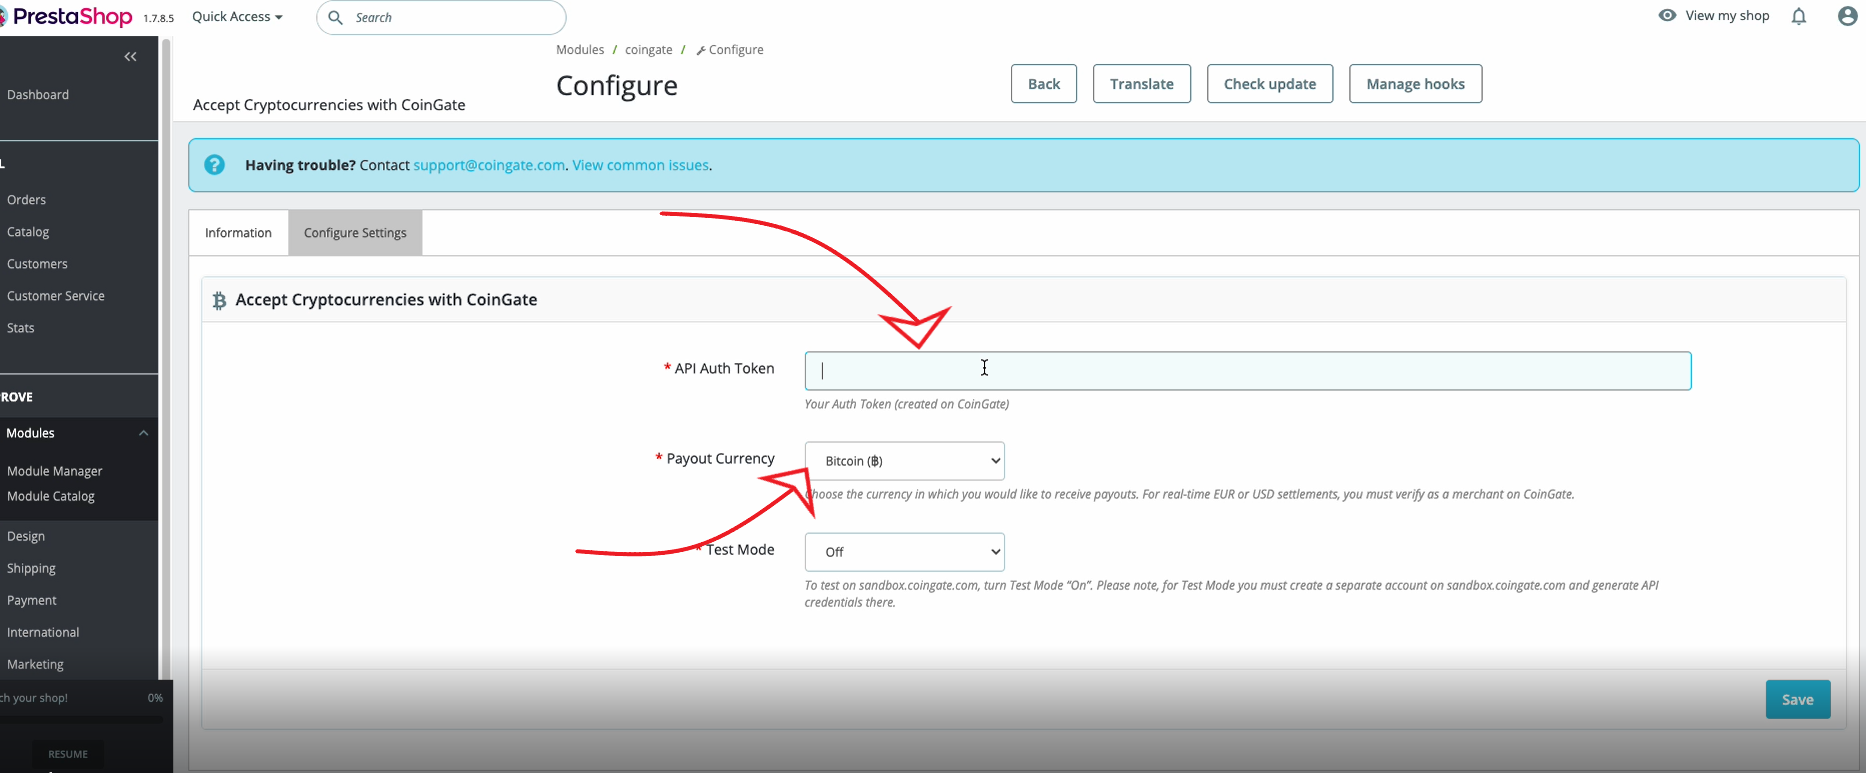 PrestaShop 1.7.8.5 Quick Access Search View my shop
Modules / coingate / Configure
Configure
Back Translate Check update Manage hooks
Accept Cryptocurrencies with CoinGate
Dashboard
L
Orders
Catalog
Customers
Customer Service
Stats
ROVE
Modules
Module Manager
Module Catalog
Design
Shipping
Payment
International
Marketing
ch your shop! 0%
RESUME
Having trouble? Contact support@coingate.com. View common issues.
Information Configure Settings
Accept Cryptocurrencies with CoinGate
* API Auth Token
Your Auth Token (created on CoinGate)
* Payout Currency Bitcoin (฿)
Choose the currency in which you would like to receive payouts. For real-time EUR or USD settlements, you must verify as a merchant on CoinGate.
* Test Mode Off
To test on sandbox.coingate.com, turn Test Mode “On”. Please note, for Test Mode you must create a separate account on sandbox.coingate.com and generate API
credentials there.
Save